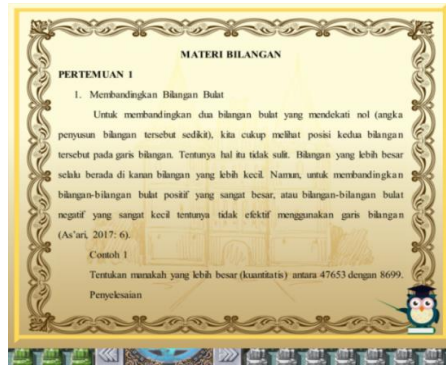 MATERI BILANGAN
PERTEMUAN 1
1. Membandingkan Bilangan Bulat
Untuk membandingkan dua bilangan bulat yang mendekati nol (angka
penyusun bilangan tersebut sedikit), kita cukup melihat posisi kedua bilangan
tersebut pada garis bilangan. Tentunya hal itu tidak sulit. Bilangan yang lebih besar
selalu berada di kanan bilangan yang lebih kecil. Namun, untuk membandingkan
bilangan-bilangan bulat positif yang sangat besar, atau bilangan-bilangan bulat
negatif yang sangat kecil tentunya tidak efektif menggunakan garis bilangan
(As'ari, 2017: 6).
Contoh 1
Tentukan manakah yang lebih besar (kuantitatis) antara 47653 dengan 8699.
Penyelesaian